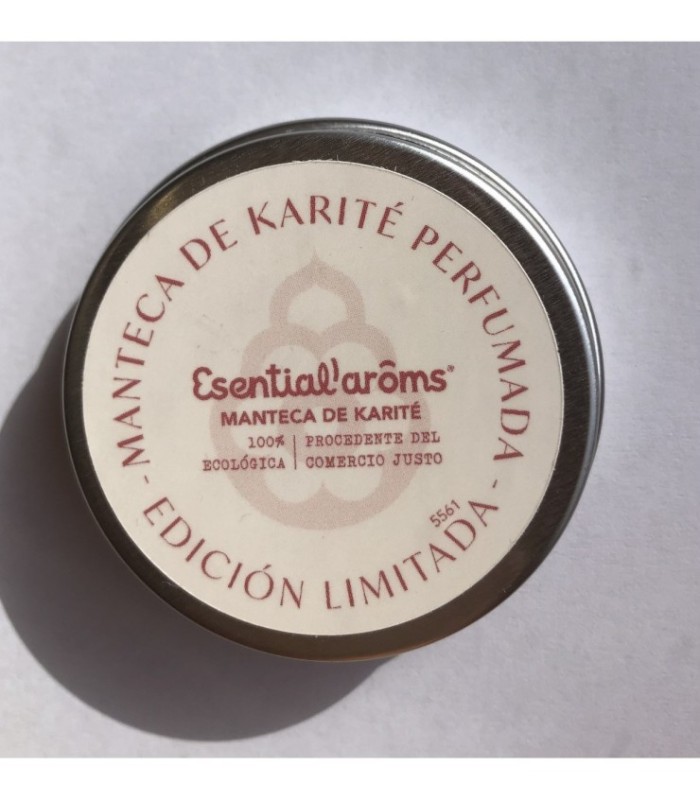 MANTECA DE KARITÉ PERFUMADA
Esential'arôms®
MANTECA DE KARITÉ
100% | PROCEDENTE DEL
ECOLÓGICA | COMERCIO JUSTO
5561
- EDICIÓN LIMITADA -